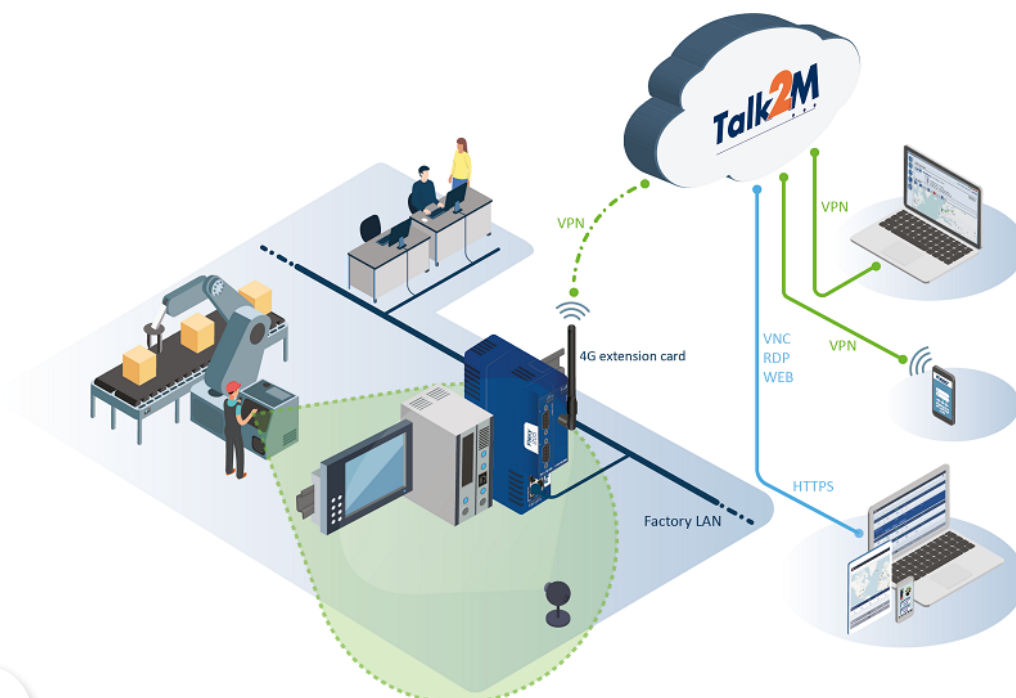 Talk2M
VPN
VPN
4G extension card
VNC
RDP
WEB
VPN
HTTPS
Factory LAN